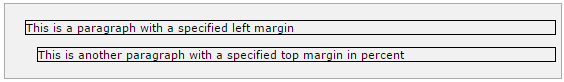 This is a paragraph with a specified left margin
This is another paragraph with a specified top margin in percent